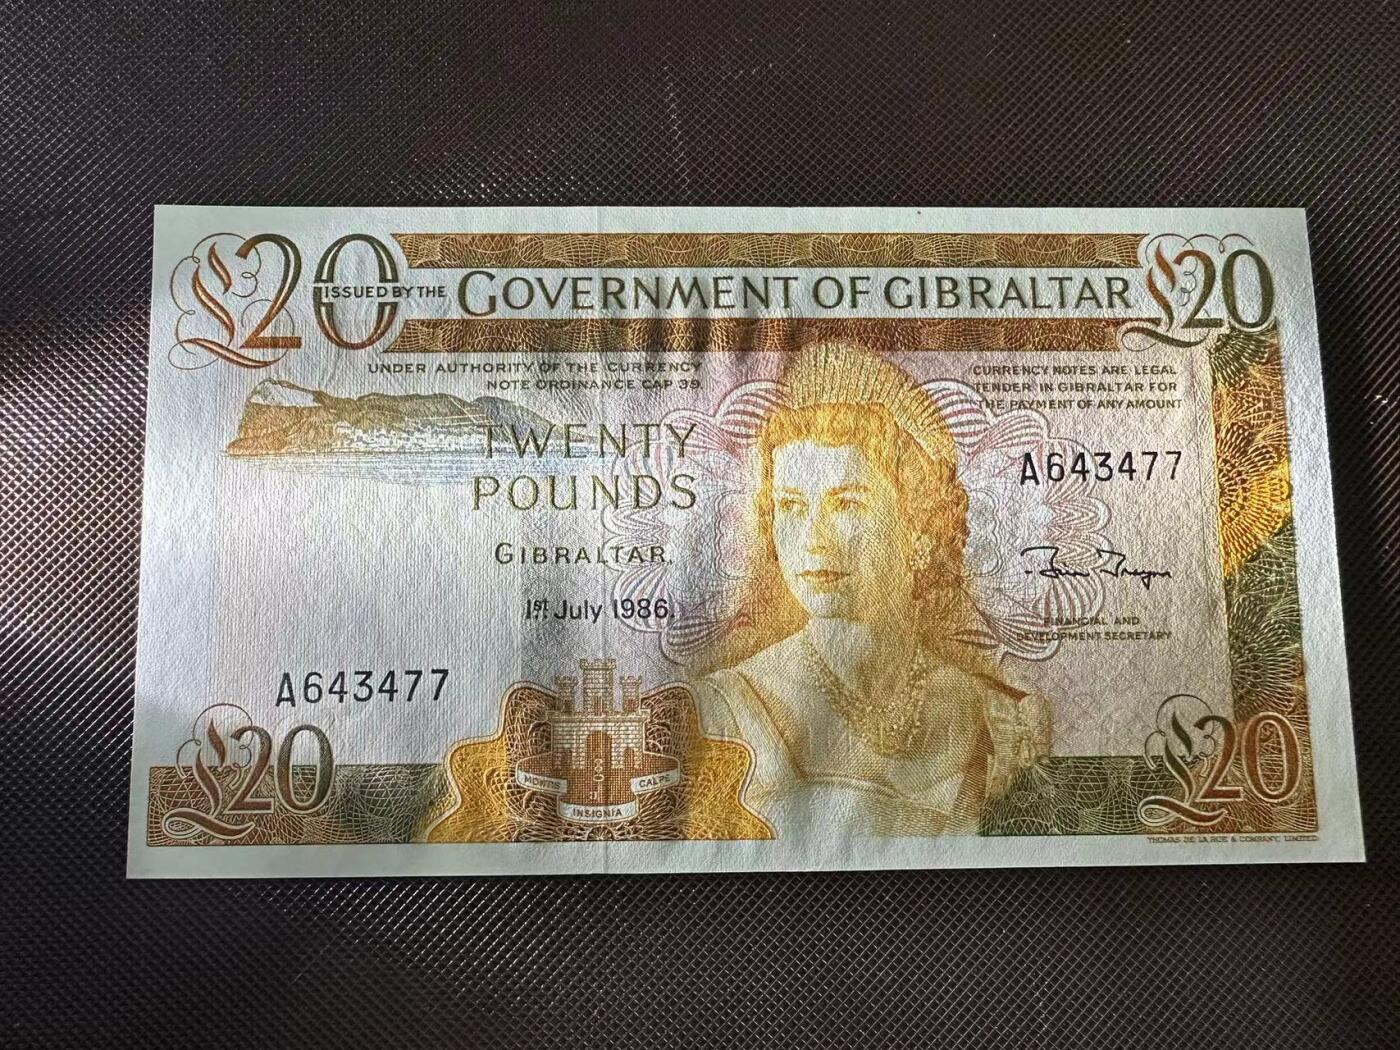 £20
ISSUED BY THE GOVERNMENT OF GIBRALTAR
£20
UNDER AUTHORITY OF THE CURRENCY
NOTE ORDINANCE CAP 39.
CURRENCY NOTES ARE LEGAL
TENDER IN GIBRALTAR FOR
THE PAYMENT OF ANY AMOUNT
TWENTY
POUNDS
A643477
GIBRALTAR,
1st July 1986.
FINANCIAL AND
DEVELOPMENT SECRETARY
A643477
£20
MONTIS
CALPE
INSIGNIA
£20
THOMAS DE LA RUE & COMPANY, LIMITED